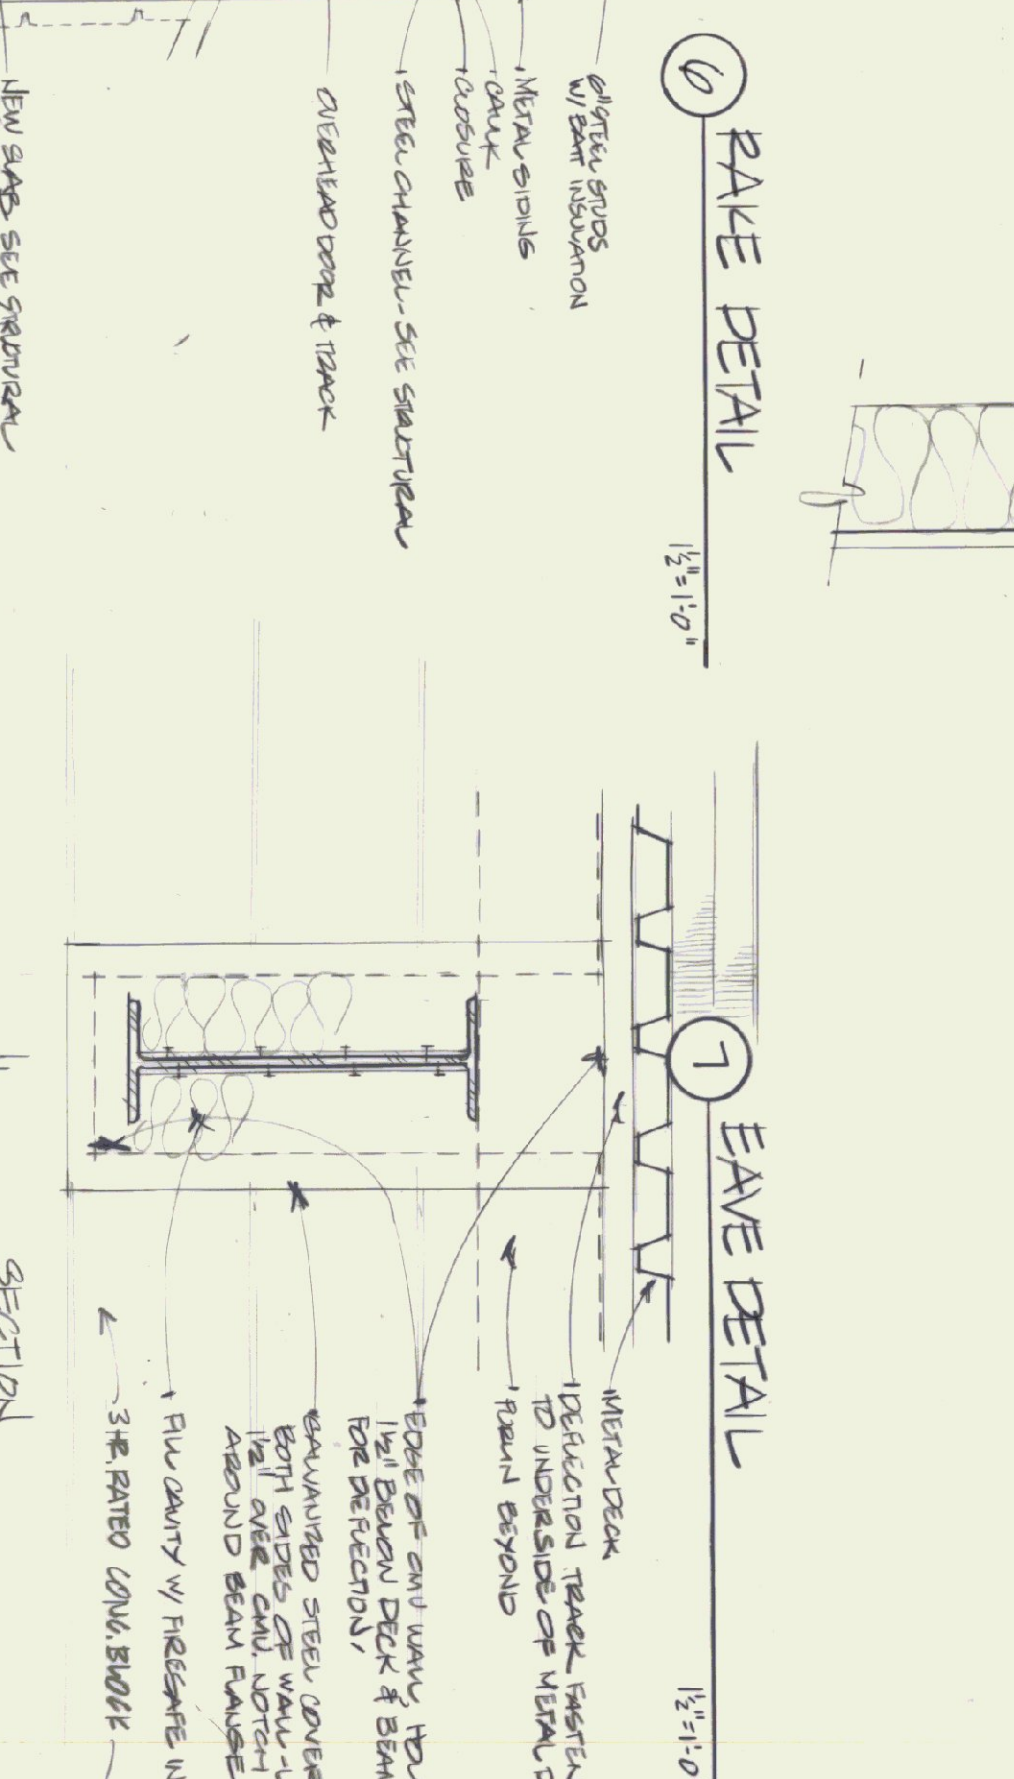 6"STEEL STUDS
W/ BATT INSULATION
METAL SIDING
CAULK
CLOSURE
STEEL CHANNEL - SEE STRUCTURAL
OVERHEAD DOOR & TRACK
NEW SLAB SEE STRUCTURAL
6
RAKE DETAIL
1½"=1'-0"
METAL DECK
DEFLECTION TRACK FASTEN
TO UNDERSIDE OF METAL D
PURLIN BEYOND
EDGE OF CMU WALL, HOL
1½" BELOW DECK & BEAM
FOR DEFLECTION,
GALVANIZED STEEL COVER
BOTH SIDES OF WALL - L
1½" OVER CMU. NOTCH
AROUND BEAM FLANGE
FILL CAVITY W/ FIRESAFE IN
3 HR. RATED CONC. BLOCK
SECTION
7
EAVE DETAIL
1½"=1'-0